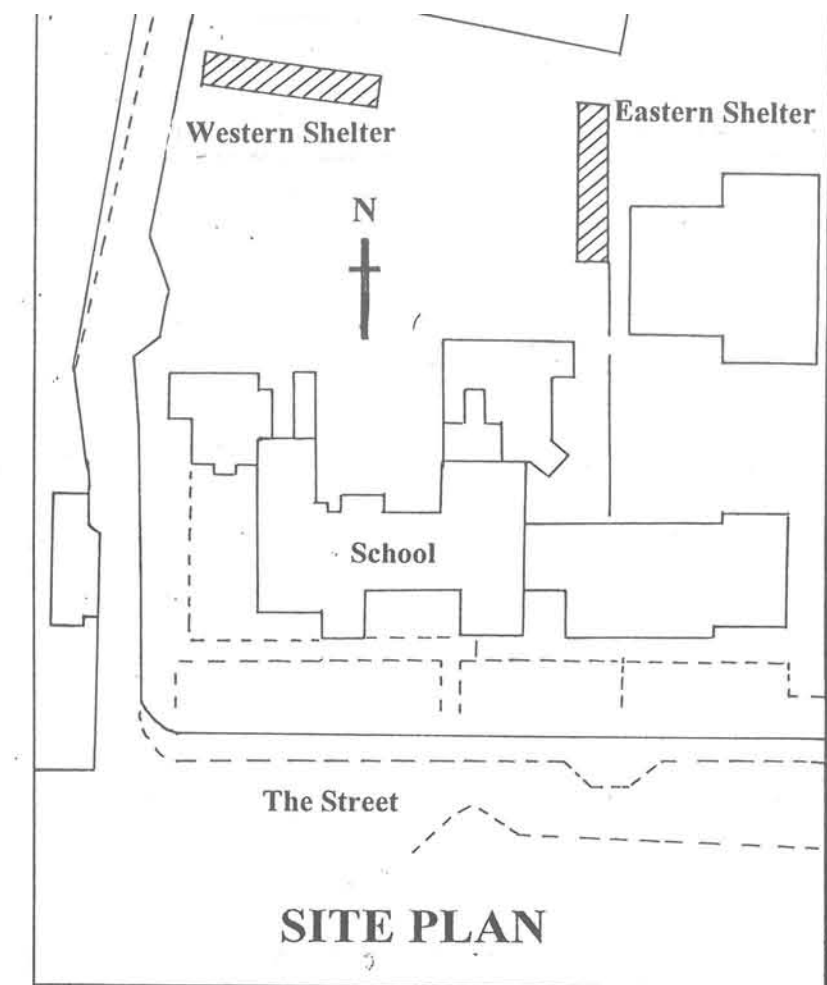 Western Shelter
Eastern Shelter
N
School
The Street
SITE PLAN